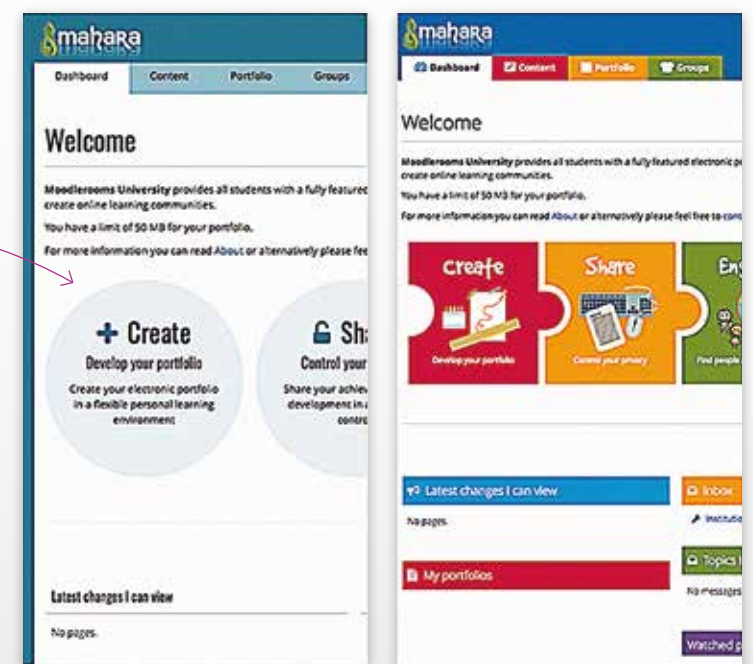 mahara
Dashboard Content Portfolio Groups
Welcome
Moodlerooms University provides all students with a fully featured
create online learning communities.
You have a limit of 50 MB for your portfolio.
For more information you can read About or alternatively please fee
+ Create
Develop your portfolio
Create your electronic portfolio
in a flexible personal learning
environment
Sh
Control your
Share your achiev
development in a
contro
Latest changes I can view
No pages.
mahara
Dashboard Content Portfolio Groups
Welcome
Moodlerooms University provides all students with a fully featured electronic po
create online learning communities.
You have a limit of 50 MB for your portfolio.
For more information you can read About or alternatively please feel free to cont
Create
Develop your portfolio
Share
Control your privacy
Eng
Find people
Latest changes I can view
No pages.
My portfolios
Inbox
Institutio
Topics I
No messages
Watched p